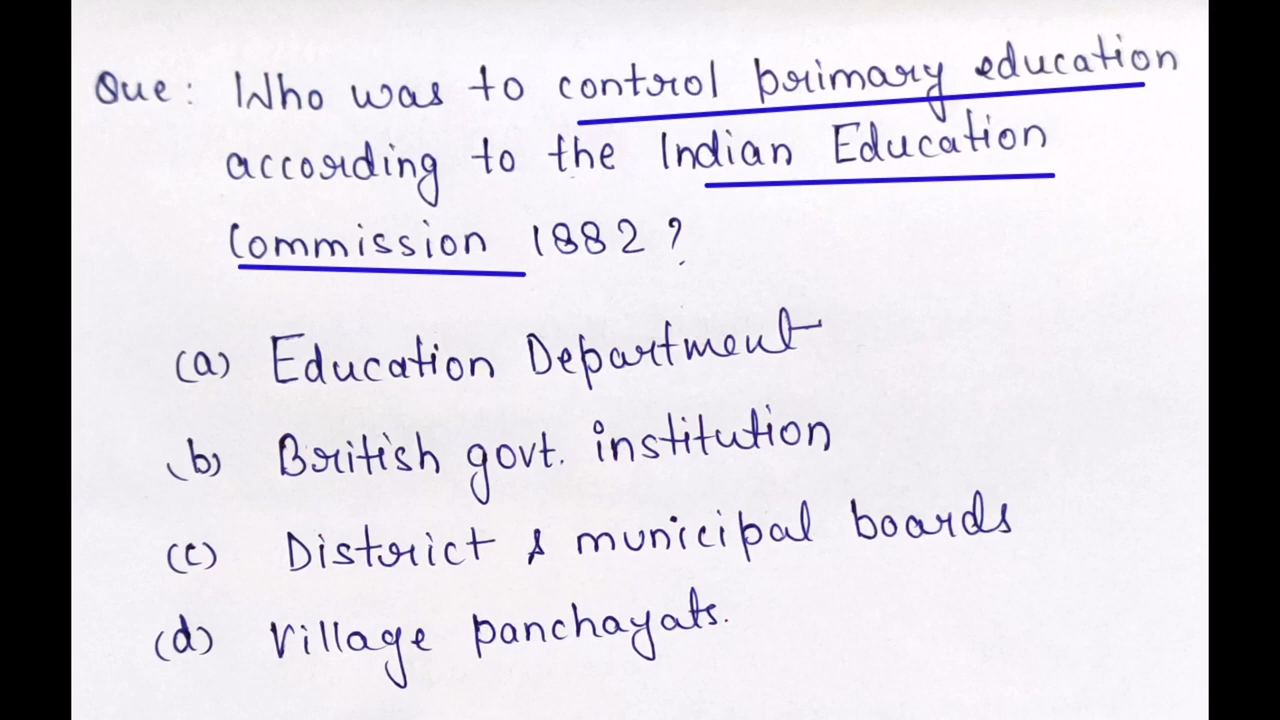 Que: Who was to control primary education
according to the Indian Education
Commission 1882?
(a) Education Department
(b) British govt. institution
(c) District & municipal boards
(d) Village panchayats.